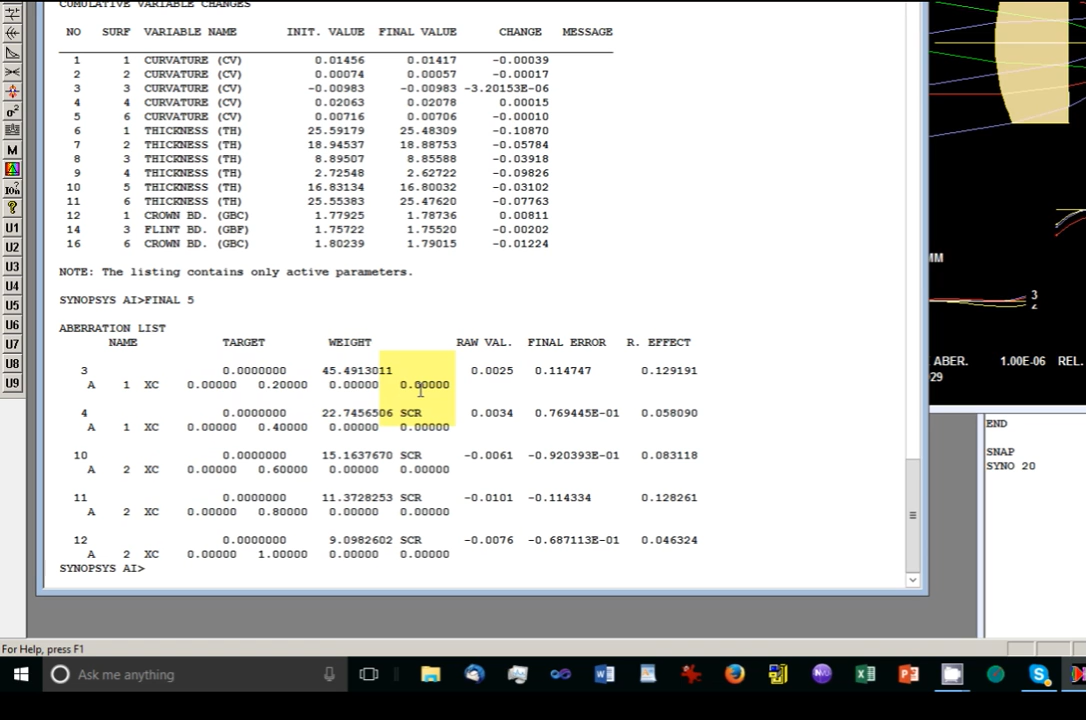 CUMULATIVE VARIABLE CHANGES
NO SURF VARIABLE NAME INIT. VALUE FINAL VALUE CHANGE MESSAGE
1 1 CURVATURE (CV) 0.01456 0.01417 -0.00039
2 2 CURVATURE (CV) 0.00074 0.00057 -0.00017
3 3 CURVATURE (CV) -0.00983 -0.00983 -3.20153E-06
4 4 CURVATURE (CV) 0.02063 0.02078 0.00015
5 6 CURVATURE (CV) 0.00716 0.00706 -0.00010
6 1 THICKNESS (TH) 25.59179 25.48309 -0.10870
7 2 THICKNESS (TH) 18.94537 18.88753 -0.05784
8 3 THICKNESS (TH) 8.89507 8.85588 -0.03918
9 4 THICKNESS (TH) 2.72548 2.62722 -0.09826
10 5 THICKNESS (TH) 16.83134 16.80032 -0.03102
11 6 THICKNESS (TH) 25.55383 25.47620 -0.07763
12 1 CROWN BD. (GBC) 1.77925 1.78736 0.00811
14 3 FLINT BD. (GBF) 1.75722 1.75520 -0.00202
16 6 CROWN BD. (GBC) 1.80239 1.79015 -0.01224
NOTE: The listing contains only active parameters.
SYNOPSYS AI>FINAL 5
ABERRATION LIST
NAME TARGET WEIGHT RAW VAL. FINAL ERROR R. EFFECT
3 0.0000000 45.4913011 0.0025 0.114747 0.129191
A 1 XC 0.00000 0.20000 0.00000 0.00000
4 0.0000000 22.7456506 SCR 0.0034 0.769445E-01 0.058090
A 1 XC 0.00000 0.40000 0.00000 0.00000
10 0.0000000 15.1637670 SCR -0.0061 -0.920393E-01 0.083118
A 2 XC 0.00000 0.60000 0.00000 0.00000
11 0.0000000 11.3728253 SCR -0.0101 -0.114334 0.128261
A 2 XC 0.00000 0.80000 0.00000 0.00000
12 0.0000000 9.0982602 SCR -0.0076 -0.687113E-01 0.046324
A 2 XC 0.00000 1.00000 0.00000 0.00000
SYNOPSYS AI>
M
IOn
?
U1
U2
U3
U4
U5
U6
U7
U8
U9
MM
3
2
ABER. 1.00E-06 REL.
29
END
SNAP
SYNO 20
For Help, press F1
Ask me anything